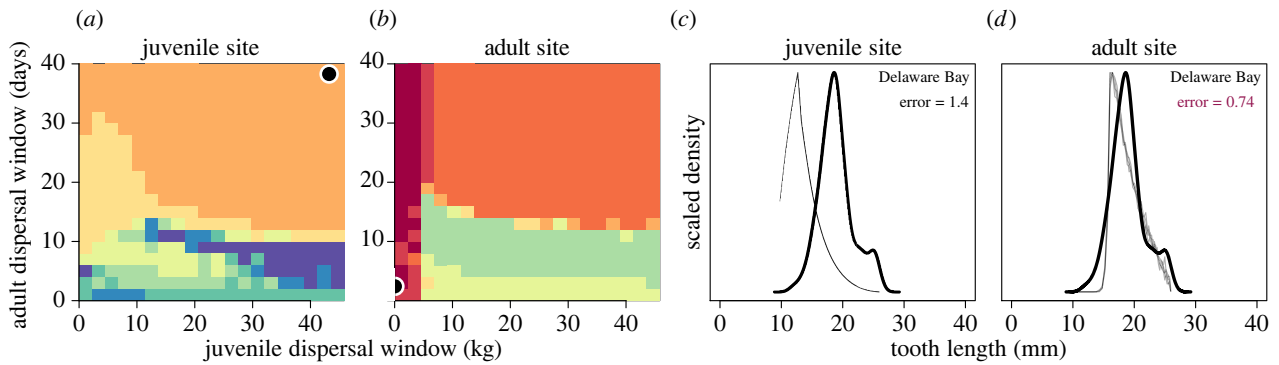 (a)
juvenile site
adult dispersal window (days)
40
30
20
10
0
0
10
20
30
40
(b)
adult site
40
30
20
10
0
0
10
20
30
40
juvenile dispersal window (kg)
(c)
juvenile site
Delaware Bay
error = 1.4
scaled density
0
10
20
30
40
(d)
adult site
Delaware Bay
error = 0.74
0
10
20
30
40
tooth length (mm)